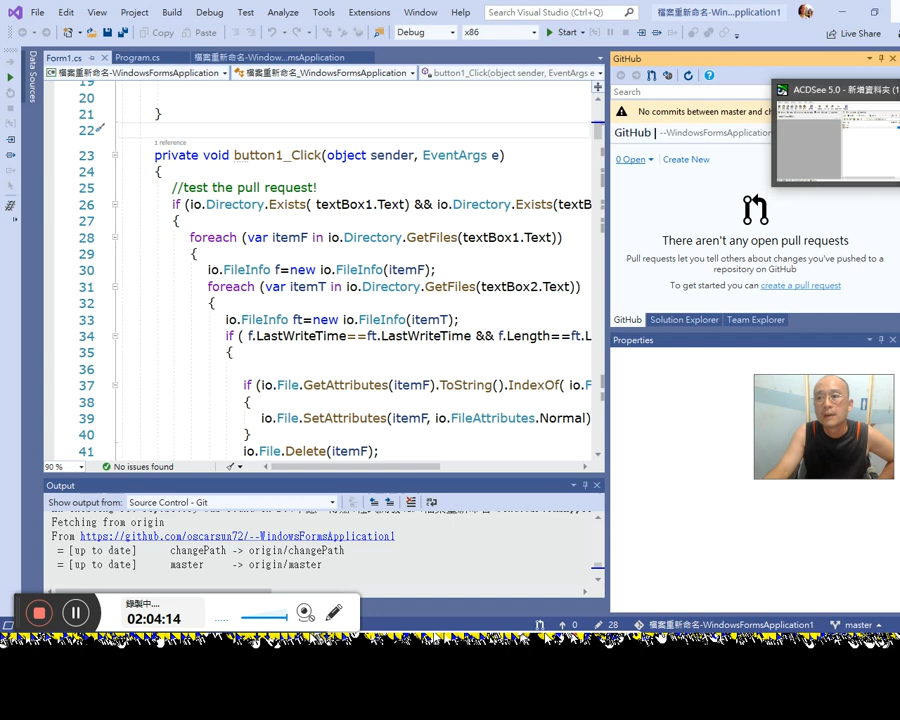 File Edit View Project Build Debug Test Analyze Tools Extensions Window Help Search Visual Studio (Ctrl+Q) 檔案重新命名-Win...pplication1
Copy Paste Debug x86 Start Live Share
Form1.cs Program.cs 檔案重新命名-WindowsForms...msApplication
檔案重新命名-WindowsFormsApplication 檔案重新命名_WindowsFormsApplication button1_Click(object sender, EventArgs e
Data Sources
19
20
21 }
22
1 reference
23 private void button1_Click(object sender, EventArgs e)
24 {
25 //test the pull request!
26 if (io.Directory.Exists( textBox1.Text) && io.Directory.Exists(textB
27 {
28 foreach (var itemF in io.Directory.GetFiles(textBox1.Text))
29 {
30 io.FileInfo f=new io.FileInfo(itemF);
31 foreach (var itemT in io.Directory.GetFiles(textBox2.Text))
32 {
33 io.FileInfo ft=new io.FileInfo(itemT);
34 if ( f.LastWriteTime==ft.LastWriteTime && f.Length==ft.L
35 {
36
37 if (io.File.GetAttributes(itemF).ToString().IndexOf( io.F
38 {
39 io.File.SetAttributes(itemF, io.FileAttributes.Normal)
40 }
41 io.File.Delete(itemF);
90 % No issues found
Output
Show output from: Source Control - Git
Fetching from origin
From https://github.com/oscarsun72/--WindowsFormsApplication1
= [up to date] changePath -> origin/changePath
= [up to date] master -> origin/master
GitHub
Search
No commits between master and ch
GitHub | --WindowsFormsApplication
0 Open Create New
ACDSee 5.0 - 新增資料夾 (1
There aren't any open pull requests
Pull requests let you tell others about changes you've pushed to a
repository on GitHub
To get started you can create a pull request
GitHub Solution Explorer Team Explorer
Properties
錄製中....
02:04:14
0 28 檔案重新命名-WindowsFormsApplication1 master